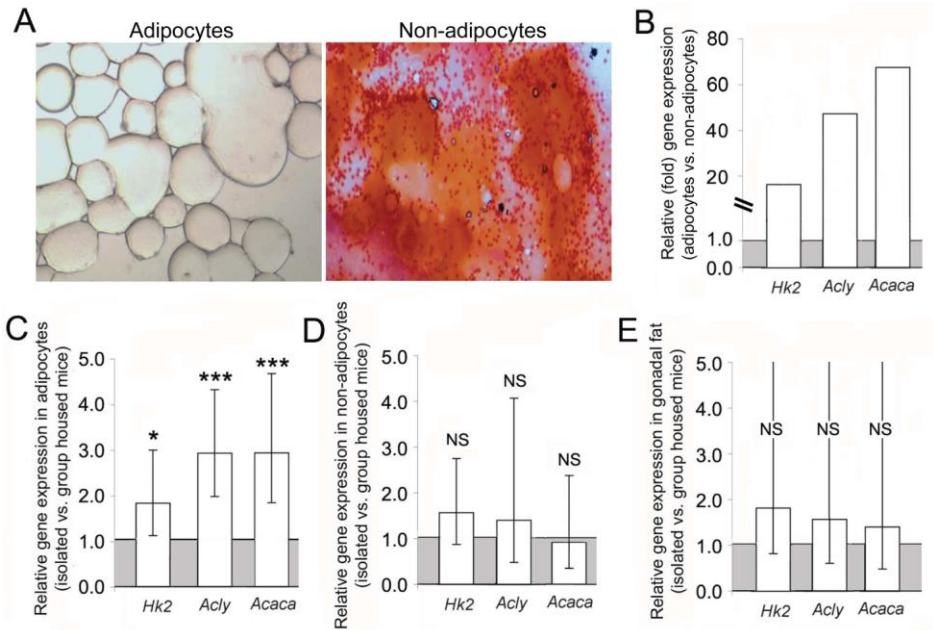 A
Adipocytes
Non-adipocytes
B
Relative (fold) gene expression
(adipocytes vs. non-adipocytes)
80
60
40
20
1.0
0.0
Hk2 Acly Acaca
C
Relative gene expression in adipocytes
(isolated vs. group housed mice)
5.0
4.0
3.0
2.0
1.0
0.0
*
***
***
Hk2 Acly Acaca
D
Relative gene expression in non-adipocytes
(isolated vs. group housed mice)
5.0
4.0
3.0
2.0
1.0
0.0
NS
NS
NS
Hk2 Acly Acaca
E
Relative gene expression in gonadal fat
(isolated vs. group housed mice)
5.0
4.0
3.0
2.0
1.0
0.0
NS NS NS
Hk2 Acly Acaca